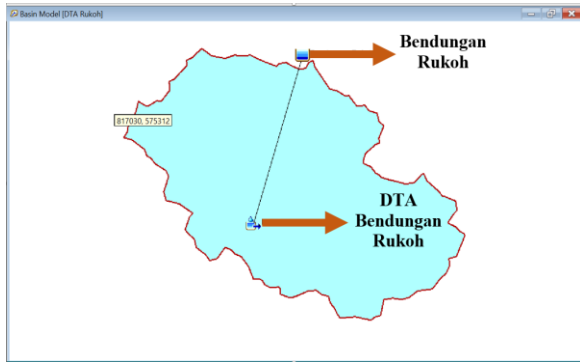 Basin Model [DTA Rukoh]
Bendungan
Rukoh
817030, 575312
DTA
Bendungan
Rukoh